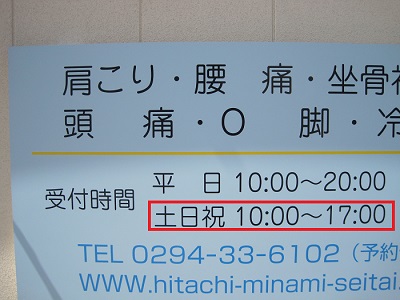 肩こり・腰 痛・坐骨神
頭 痛・O 脚・冷
受付時間
平 日 10:00～20:00
土日祝 10:00～17:00
TEL 0294-33-6102（予約
www.hitachi-minami-seitai.